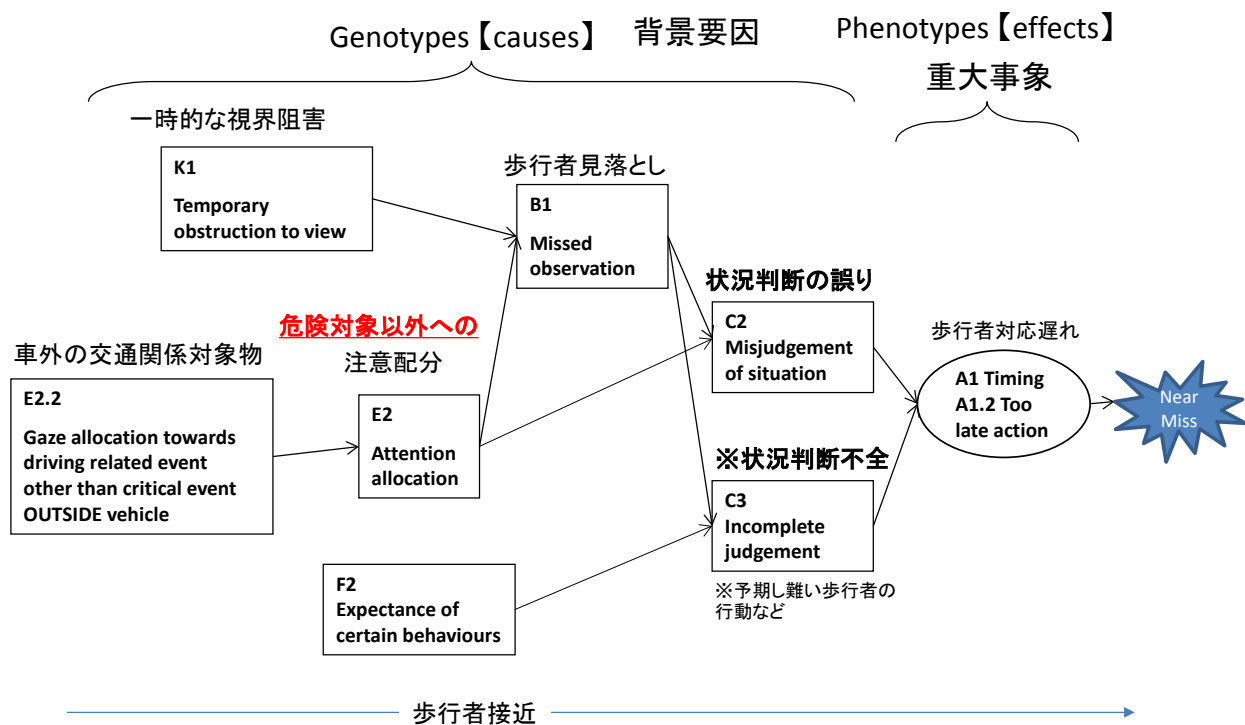 Genotypes【causes】 背景要因
Phenotypes【effects】
重大事象
一時的な視界阻害
K1
Temporary
obstruction to view
歩行者見落とし
B1
Missed
observation
状況判断の誤り
C2
Misjudgement
of situation
危険対象以外への
注意配分
E2
Attention
allocation
車外の交通関係対象物
E2.2
Gaze allocation towards
driving related event
other than critical event
OUTSIDE vehicle
歩行者対応遅れ
A1 Timing
A1.2 Too
late action
Near
Miss
※状況判断不全
C3
Incomplete
judgement
※予期し難い歩行者の
行動など
F2
Expectance of
certain behaviours
歩行者接近